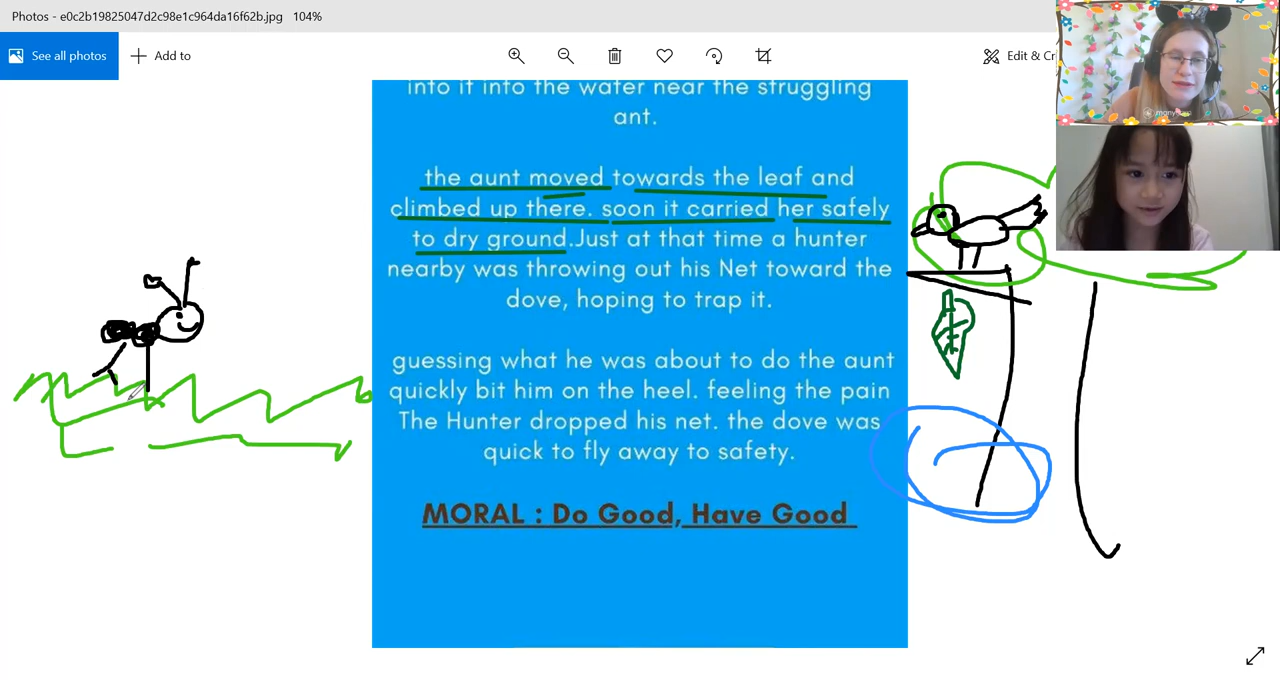 Photos - e0c2b19825047d2c98e1c964da16f62b.jpg 104%
See all photos
Add to
Edit & Cr
into it into the water near the struggling
ant.
the aunt moved towards the leaf and
climbed up there. soon it carried her safely
to dry ground.Just at that time a hunter
nearby was throwing out his Net toward the
dove, hoping to trap it.
guessing what he was about to do the aunt
quickly bit him on the heel. feeling the pain
The Hunter dropped his net. the dove was
quick to fly away to safety.
MORAL : Do Good, Have Good